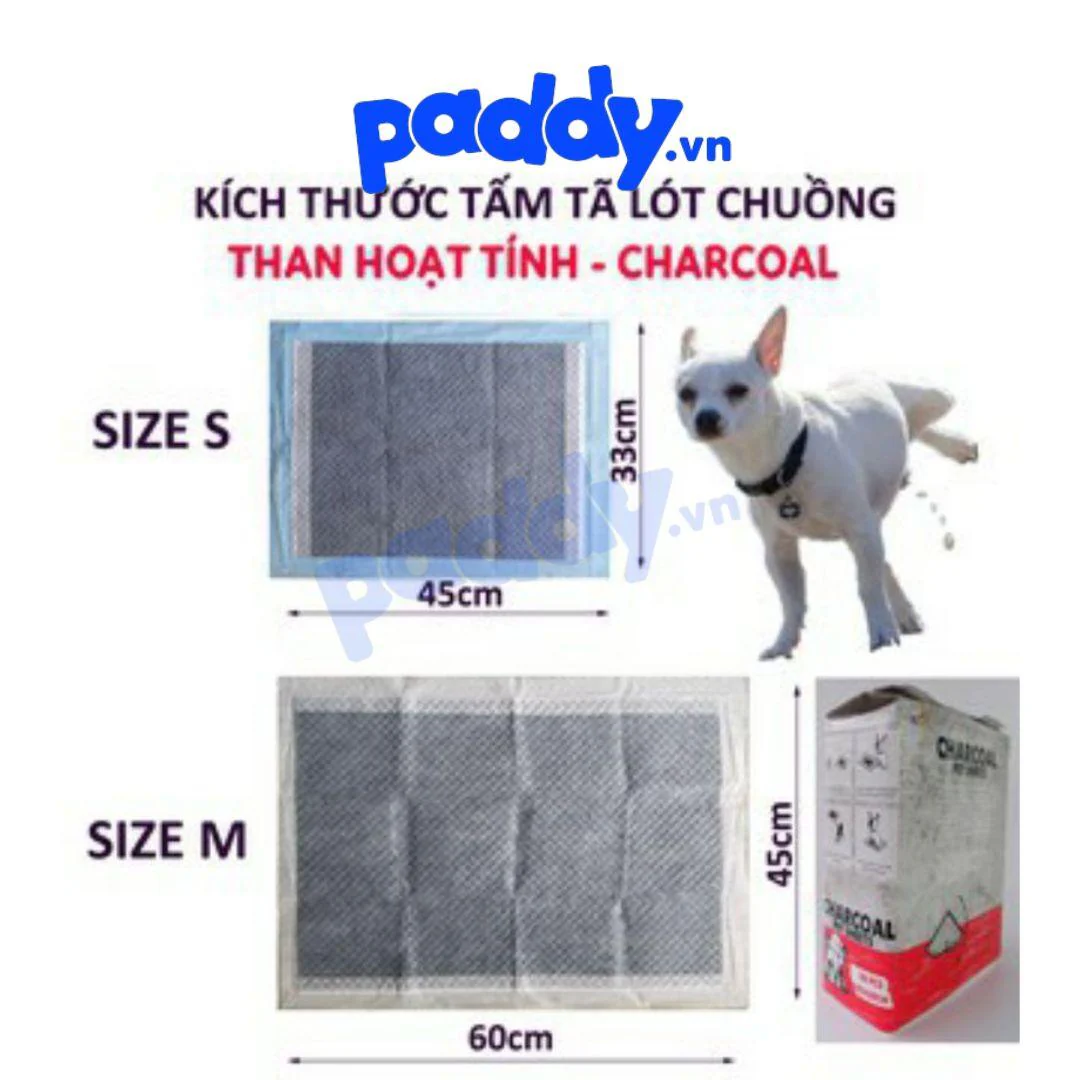 paddy.vn
KÍCH THƯỚC TẤM TÃ LÓT CHUỒNG
THAN HOẠT TÍNH - CHARCOAL
SIZE S
33cm
paddy.vn
45cm
SIZE M
45cm
CHARCOAL
CHARCOAL
60cm